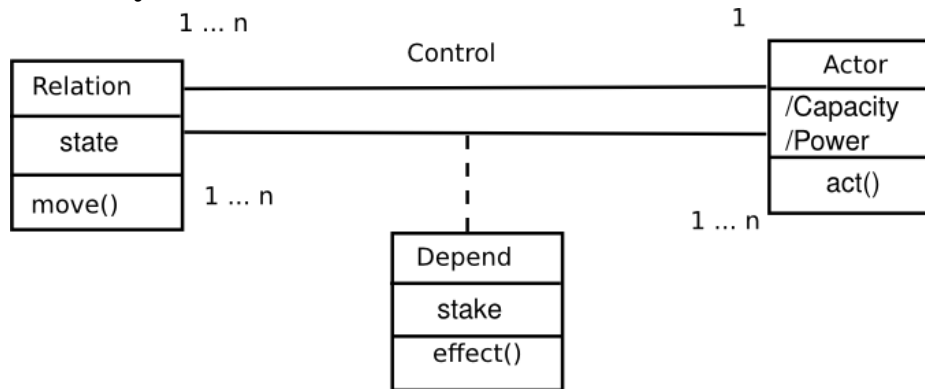 1 ... n
1
Control
Relation
state
move()
Actor
/Capacity
/Power
act()
1 ... n
1 ... n
Depend
stake
effect()